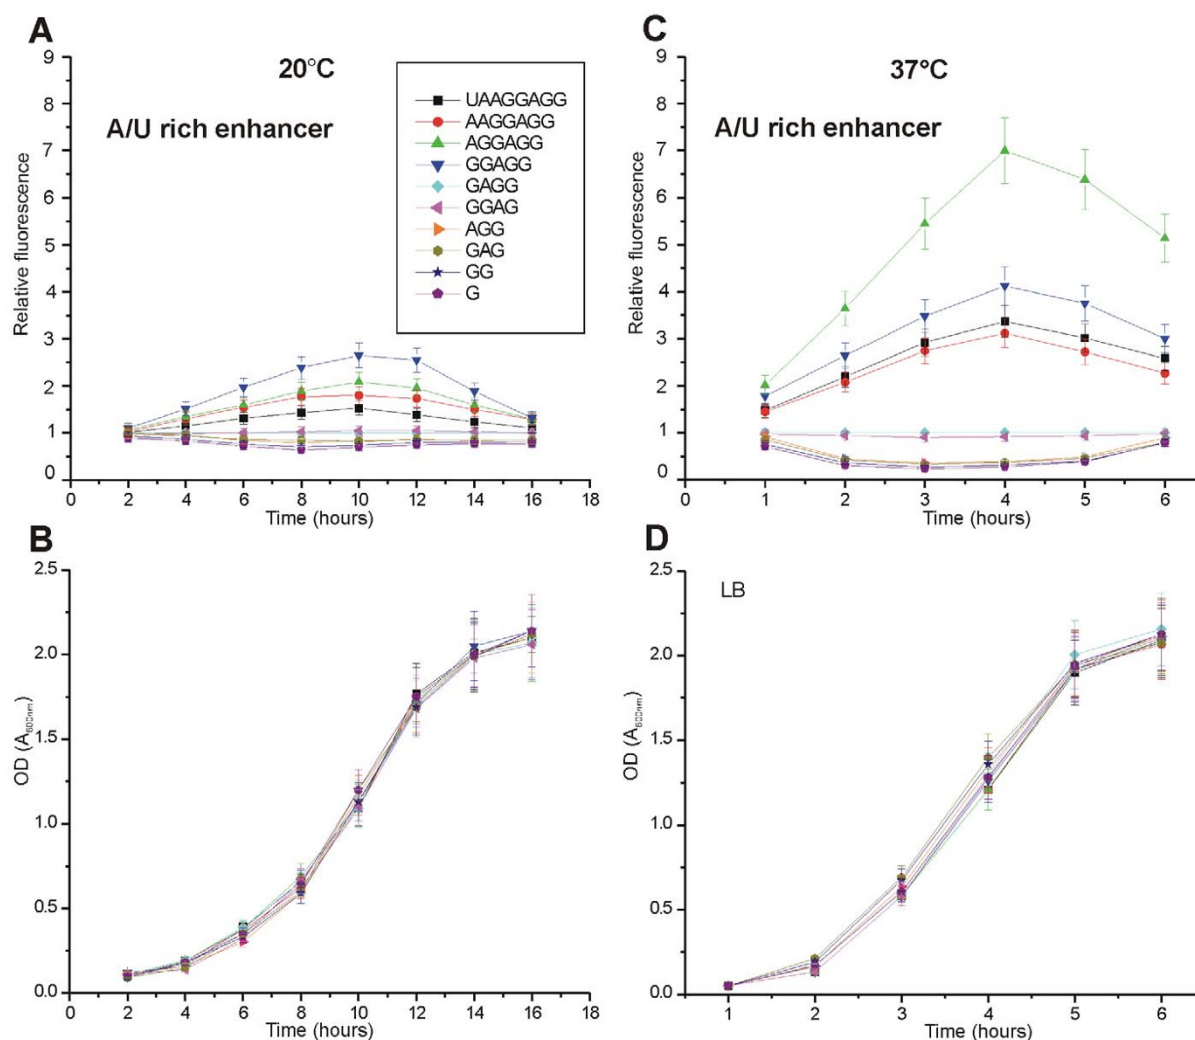 A
20°C
A/U rich enhancer
UAAGGAGG
AAGGAGG
AGGAGG
GGAGG
GAGG
GGAG
AGG
GAG
GG
G
Relative fluorescence
9
8
7
6
5
4
3
2
1
0
0 2 4 6 8 10 12 14 16 18
Time (hours)
C
37°C
A/U rich enhancer
Relative fluorescence
9
8
7
6
5
4
3
2
1
0
0 1 2 3 4 5 6
Time (hours)
B
OD (A600nm)
2.5
2.0
1.5
1.0
0.5
0.0
0 2 4 6 8 10 12 14 16 18
Time (hours)
D
LB
OD (A600nm)
2.5
2.0
1.5
1.0
0.5
0.0
1 2 3 4 5 6
Time (hours)